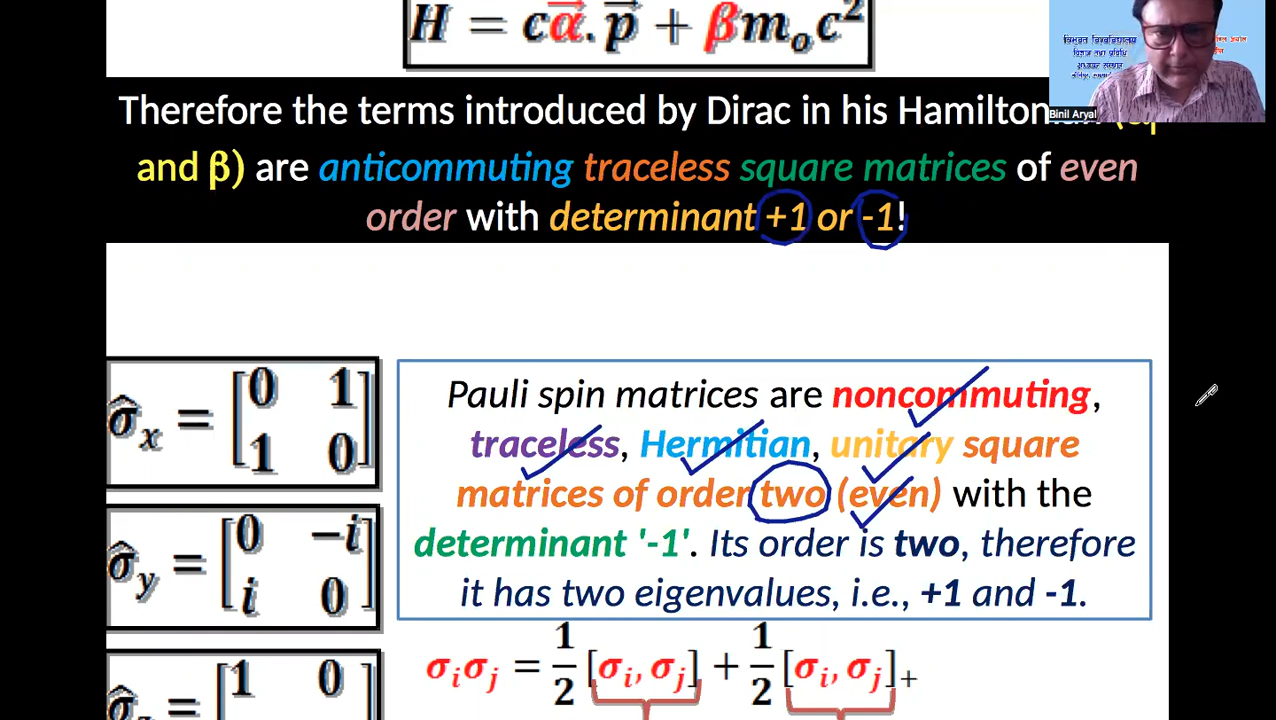 H = cα⃗.p⃗ + βmₒc²
Therefore the terms introduced by Dirac in his Hamilton
and β) are anticommuting traceless square matrices of even
order with determinant +1 or -1!
Binil Aryal
σ̂ₓ = [0 1
1 0]
Pauli spin matrices are noncommuting,
traceless, Hermitian, unitary square
matrices of order two (even) with the
determinant '-1'. Its order is two, therefore
it has two eigenvalues, i.e., +1 and -1.
σ̂ᵧ = [0 −i
i 0]
1 0
σᵢσⱼ = 1/2 [σᵢ, σⱼ] + 1/2 [σᵢ, σⱼ]₊